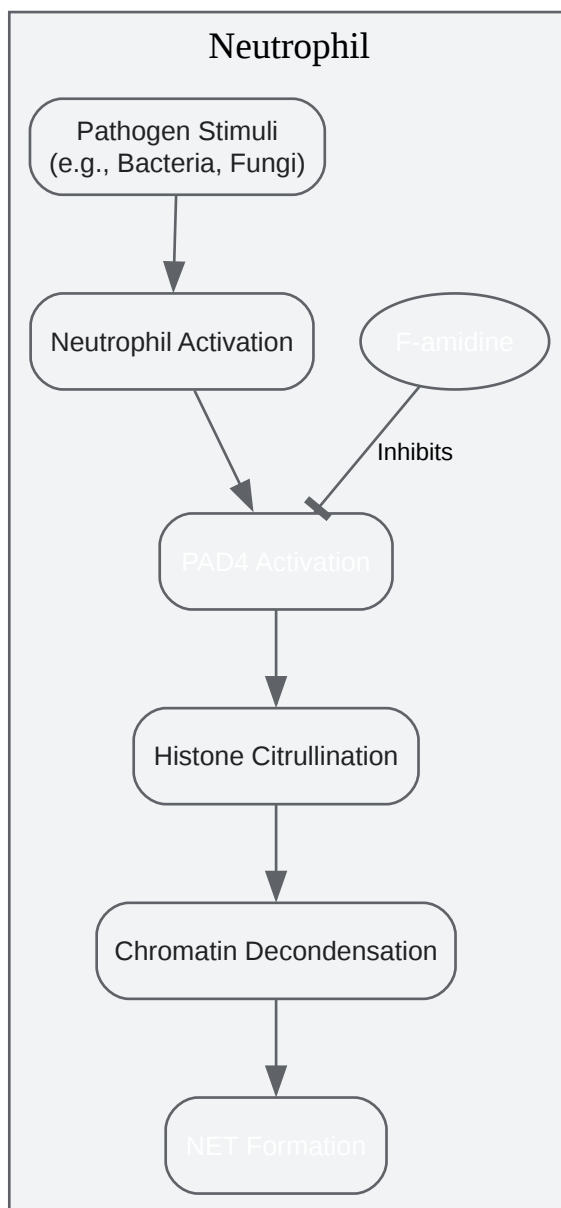 Neutrophil
Pathogen Stimuli
(e.g., Bacteria, Fungi)
Neutrophil Activation
F-amidine
Inhibits
PAD4 Activation
Histone Citrullination
Chromatin Decondensation
NET Formation